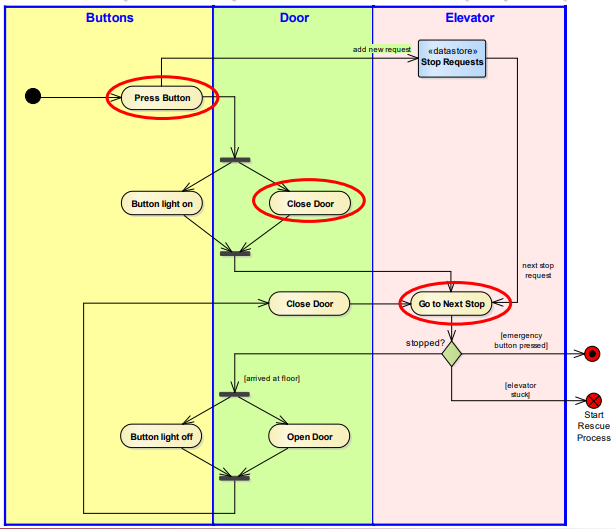 Buttons
Door
Elevator
add new request
«datastore»
Stop Requests
Press Button
Button light on
Close Door
next stop
request
Close Door
Go to Next Stop
stopped?
[emergency
button pressed]
[arrived at floor]
[elevator
stuck]
Start
Rescue
Process
Button light off
Open Door